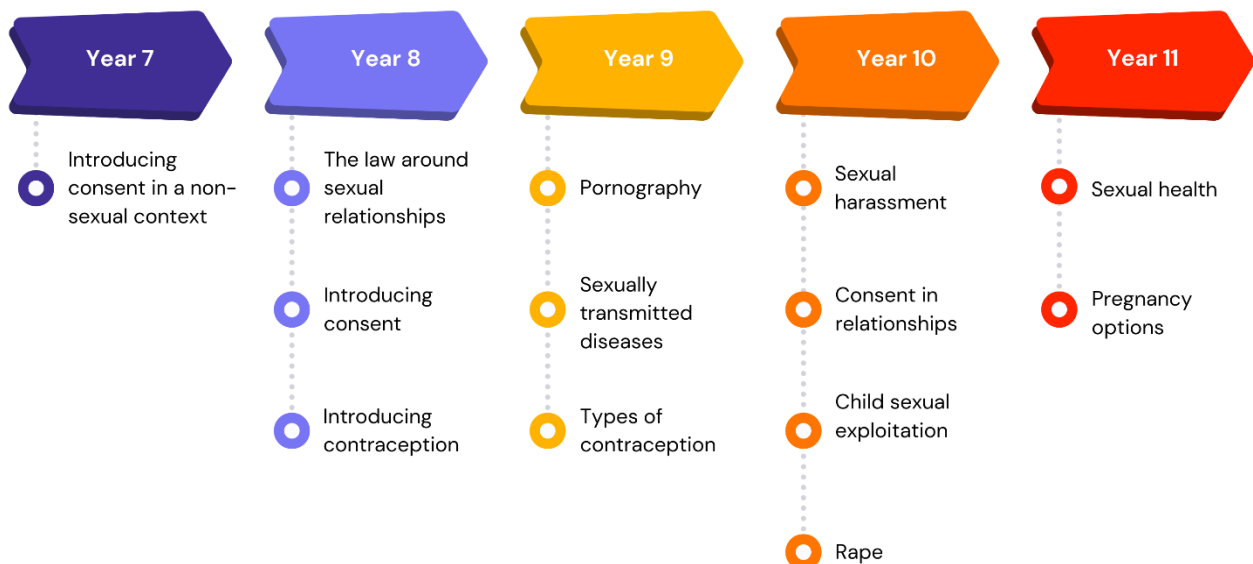 Year 7
Introducing
consent in a non-
sexual context
Year 8
The law around
sexual
relationships
Introducing
consent
Introducing
contraception
Year 9
Pornography
Sexually
transmitted
diseases
Types of
contraception
Year 10
Sexual
harassment
Consent in
relationships
Child sexual
exploitation
Rape
Year 11
Sexual health
Pregnancy
options